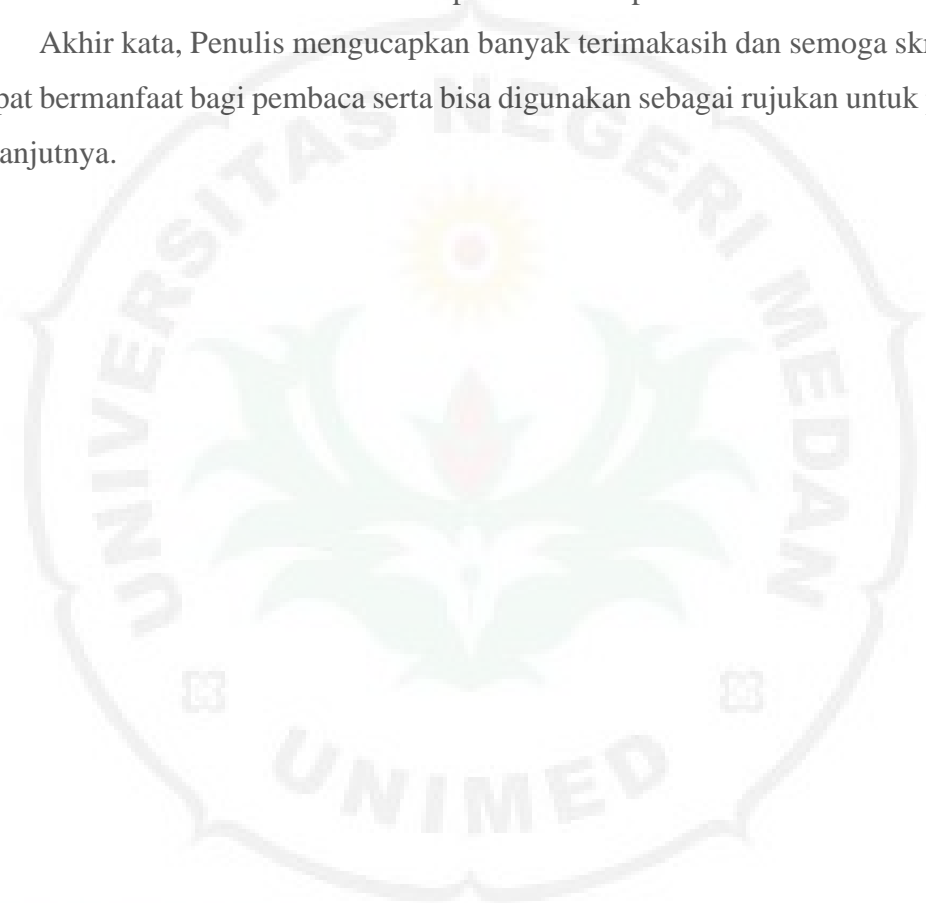 Akhir kata, Penulis mengucapkan banyak terimakasih dan semoga sk
pat bermanfaat bagi pembaca serta bisa digunakan sebagai rujukan untuk
anjutnya.
UNIVERSITAS NEGERI MEDAN
UNIMED